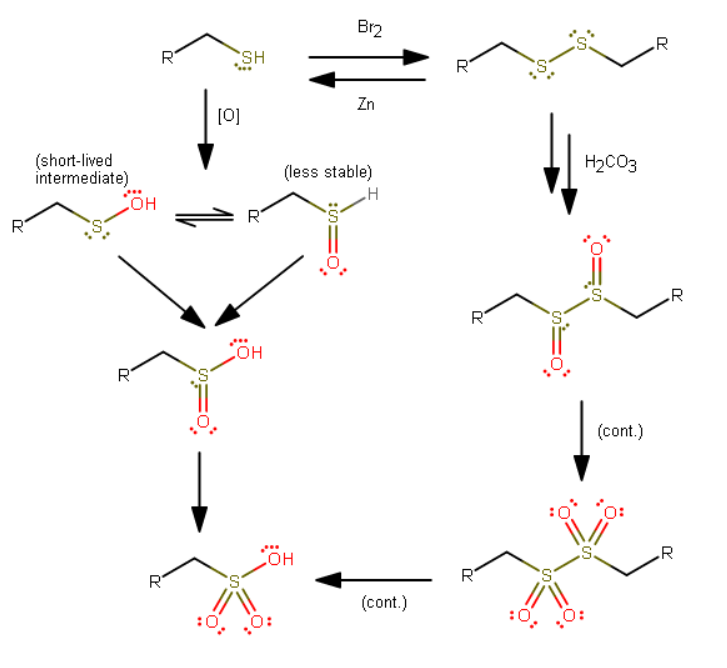 R SH
Br2
Zn
S S R
R
[O]
H2CO3
(short-lived
intermediate)
OH
R S
(less stable)
H
R S
O
O
R S S R
O
OH
R S
O
(cont.)
O O
R S S R
O O
OH
R S
O O
(cont.)